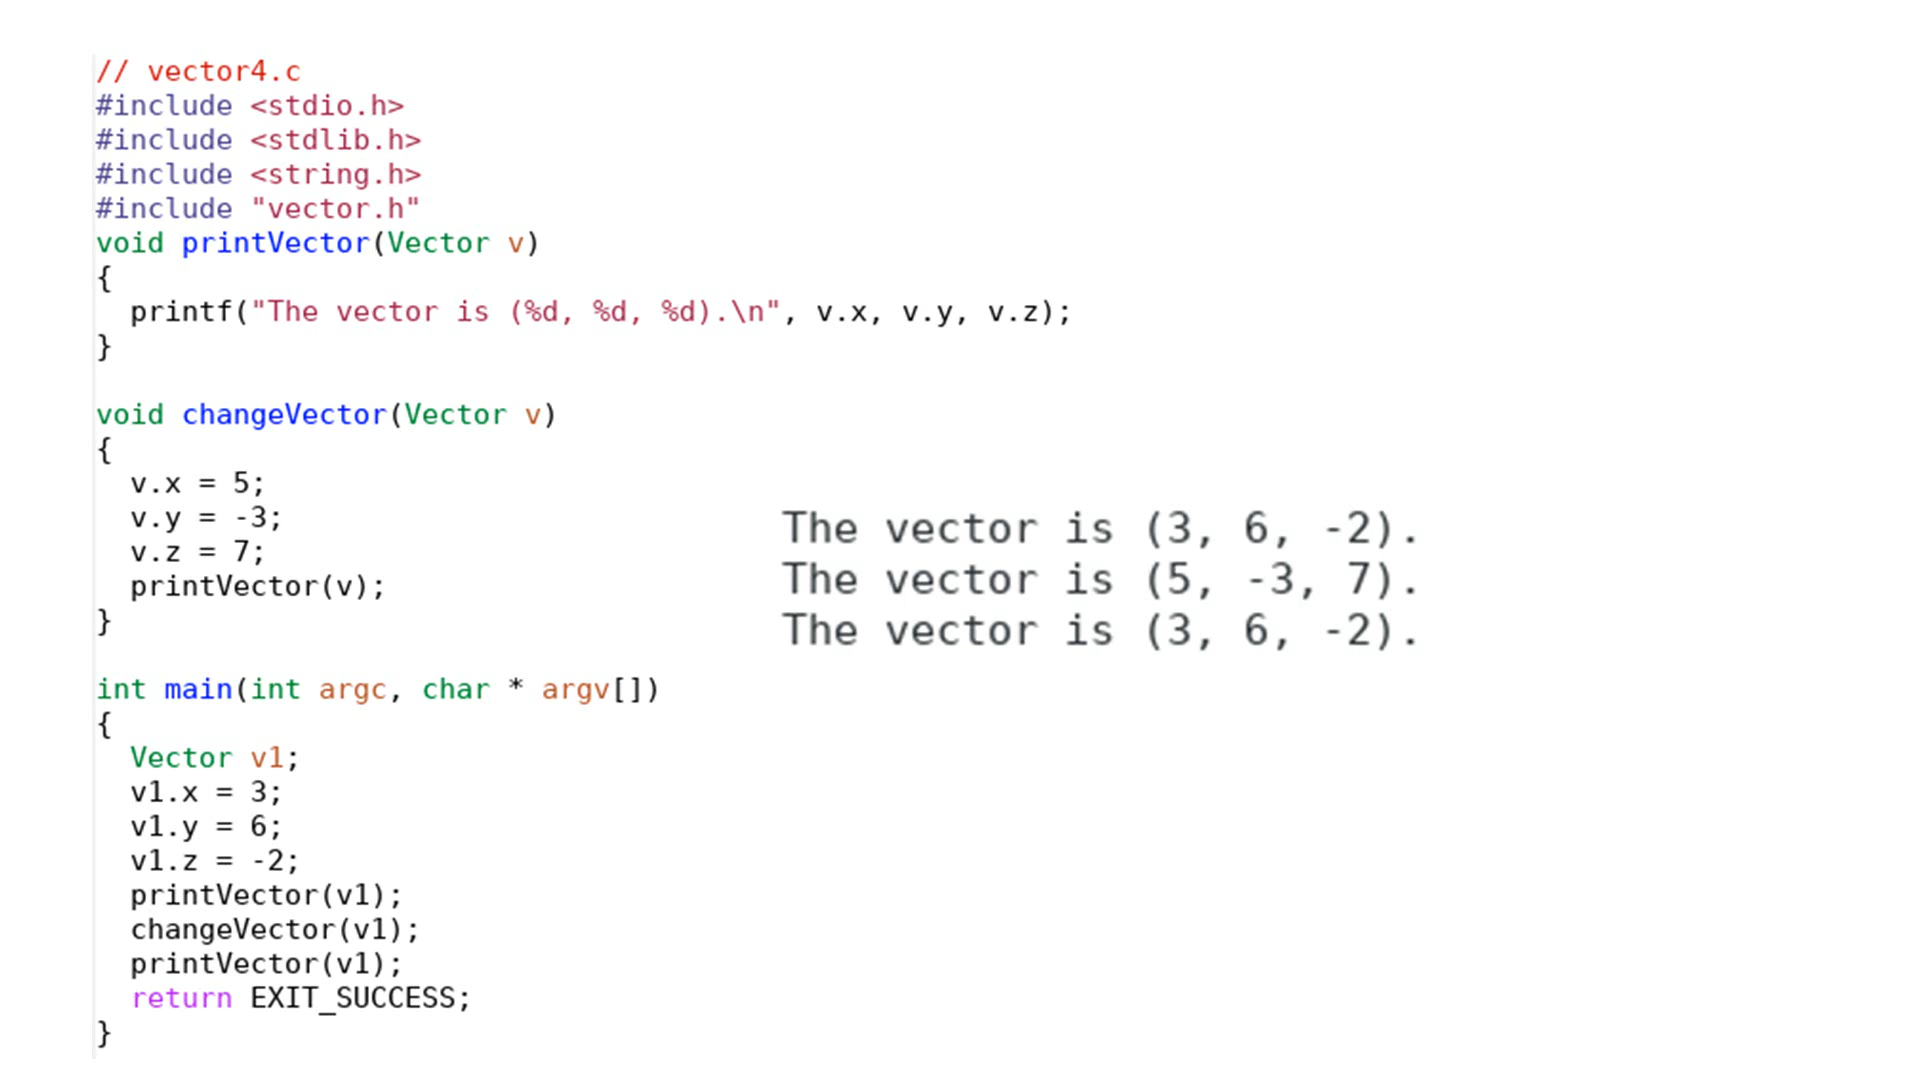 // vector4.c
#include <stdio.h>
#include <stdlib.h>
#include <string.h>
#include "vector.h"
void printVector(Vector v)
{
  printf("The vector is (%d, %d, %d).\n", v.x, v.y, v.z);
}

void changeVector(Vector v)
{
  v.x = 5;
  v.y = -3;
  v.z = 7;
  printVector(v);
}

int main(int argc, char * argv[])
{
  Vector v1;
  v1.x = 3;
  v1.y = 6;
  v1.z = -2;
  printVector(v1);
  changeVector(v1);
  printVector(v1);
  return EXIT_SUCCESS;
}
The vector is (3, 6, -2).
The vector is (5, -3, 7).
The vector is (3, 6, -2).